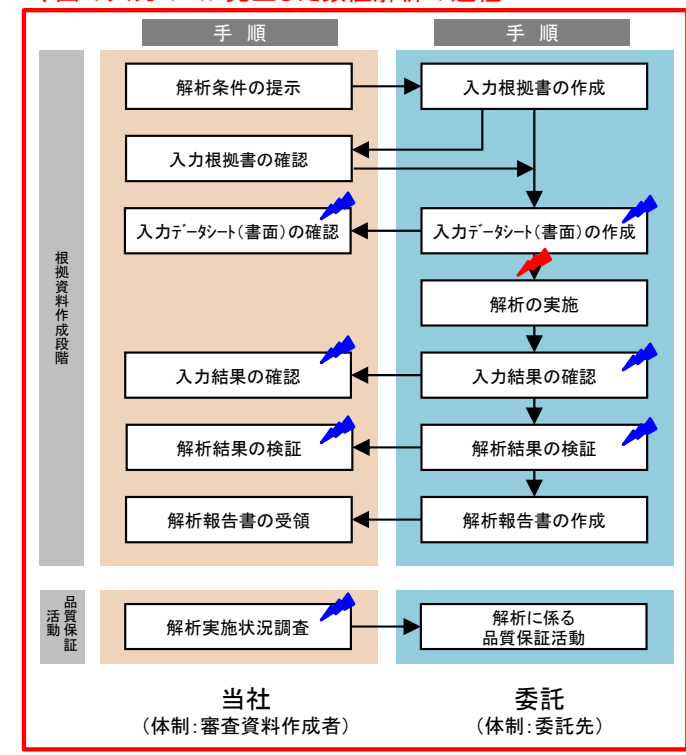 手 順
手 順
根拠資料作成段階
解析条件の提示
入力根拠書の作成
入力根拠書の確認
入力ﾃﾞｰﾀｼｰﾄ(書面)の確認
入力ﾃﾞｰﾀｼｰﾄ(書面)の作成
解析の実施
入力結果の確認
入力結果の確認
解析結果の検証
解析結果の検証
解析報告書の受領
解析報告書の作成
品質保証
活動
解析実施状況調査
解析に係る
品質保証活動
当社
(体制:審査資料作成者)
委託
(体制:委託先)